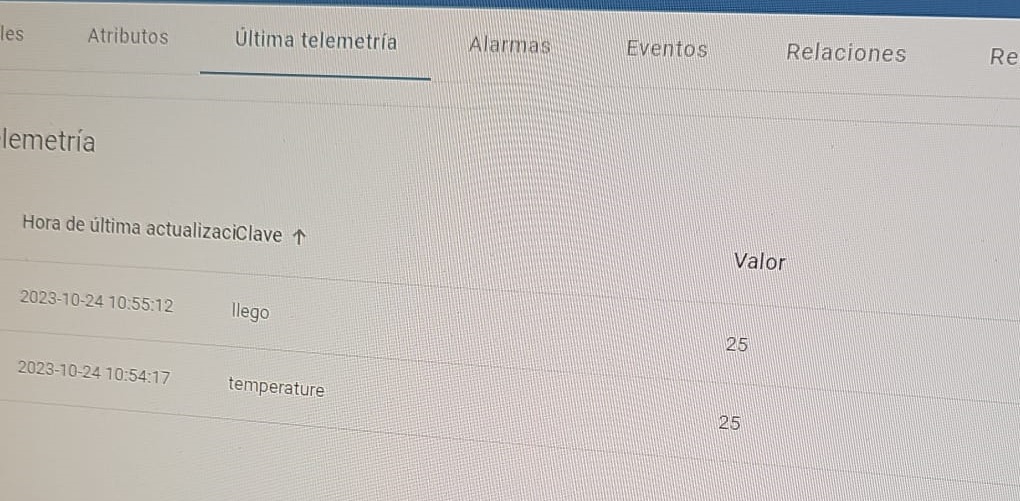 les Atributos Última telemetría Alarmas Eventos Relaciones Re
lemetría
Hora de última actualizaciClave ↑ Valor
2023-10-24 10:55:12 llego 25
2023-10-24 10:54:17 temperature 25